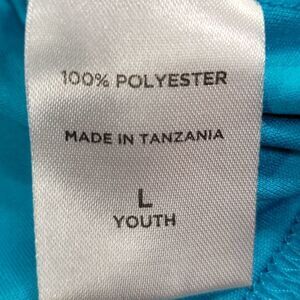 100% POLYESTER
MADE IN TANZANIA
L
YOUTH